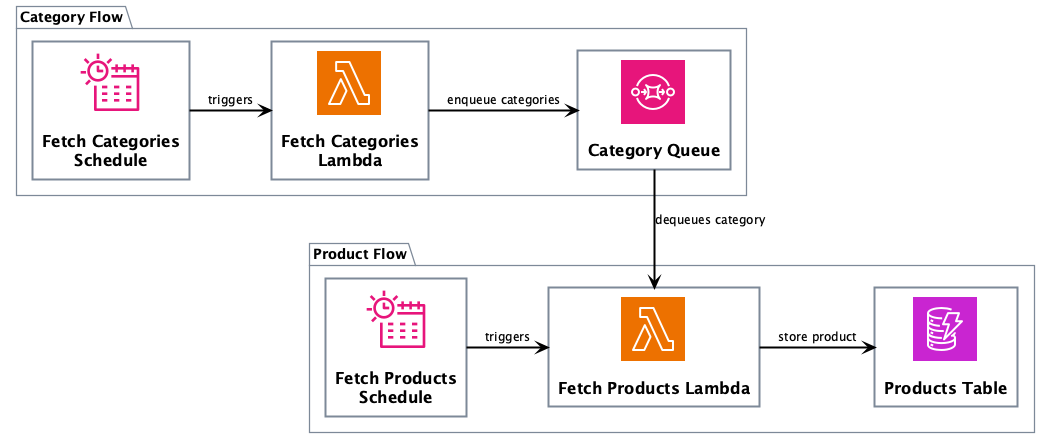 Category Flow
Fetch Categories
Schedule
triggers
Fetch Categories
Lambda
enqueue categories
Category Queue
dequeues category
Product Flow
Fetch Products
Schedule
triggers
Fetch Products Lambda
store product
Products Table